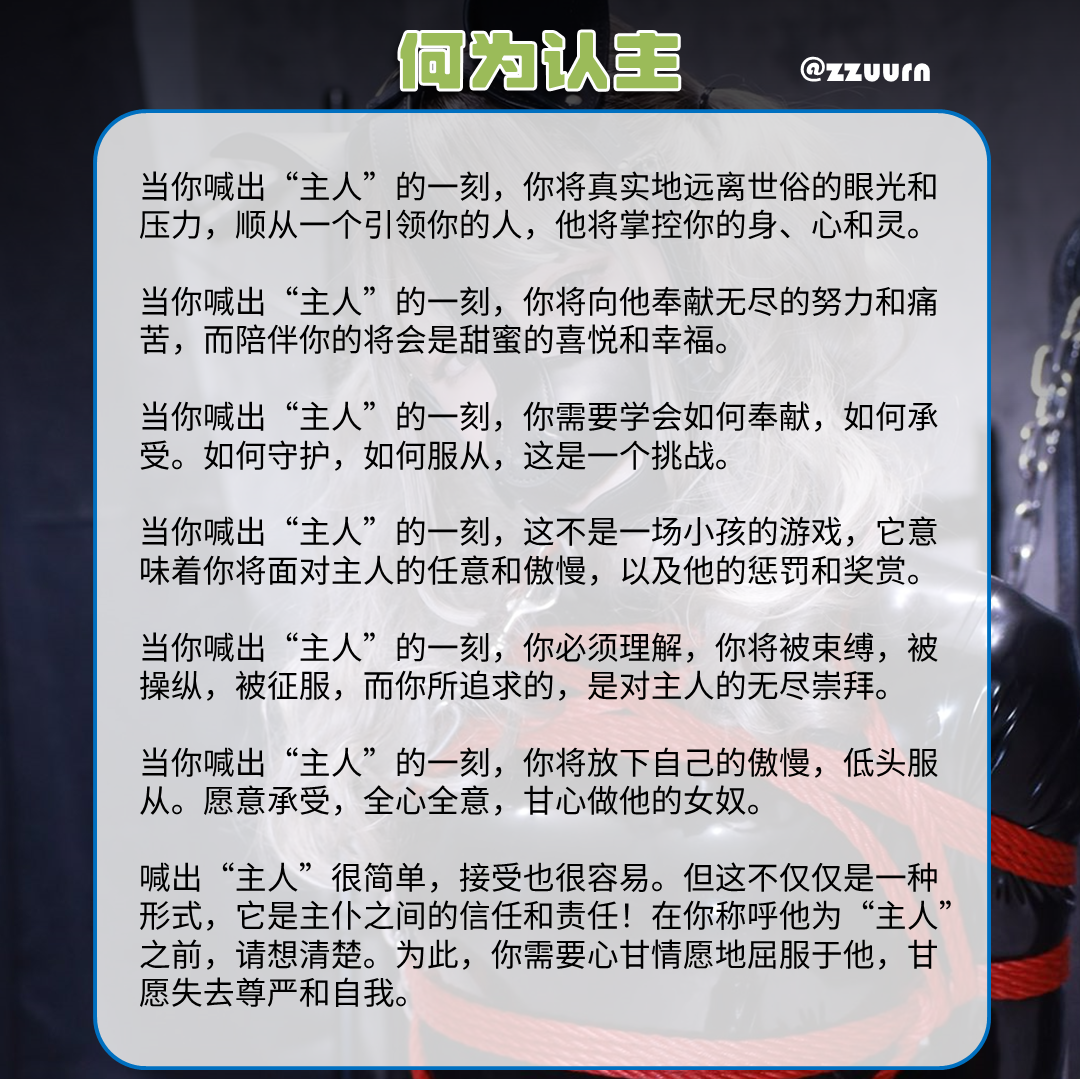 何为认主
@zzuurn
当你喊出“主人”的一刻，你将真实地远离世俗的眼光和
压力，顺从一个引领你的人，他将掌控你的身、心和灵。
当你喊出“主人”的一刻，你将向他奉献无尽的努力和痛
苦，而陪伴你的将会是甜蜜的喜悦和幸福。
当你喊出“主人”的一刻，你需要学会如何奉献，如何承
受。如何守护，如何服从，这是一个挑战。
当你喊出“主人”的一刻，这不是一场小孩的游戏，它意
味着你将面对主人的任意和傲慢，以及他的惩罚和奖赏。
当你喊出“主人”的一刻，你必须理解，你将被束缚，被
操纵，被征服，而你所追求的，是对主人的无尽崇拜。
当你喊出“主人”的一刻，你将放下自己的傲慢，低头服
从。愿意承受，全心全意，甘心做他的女奴。
喊出“主人”很简单，接受也很容易。但这不仅仅是一种
形式，它是主仆之间的信任和责任！在你称呼他为“主人”
之前，请想清楚。为此，你需要心甘情愿地屈服于他，甘
愿失去尊严和自我。